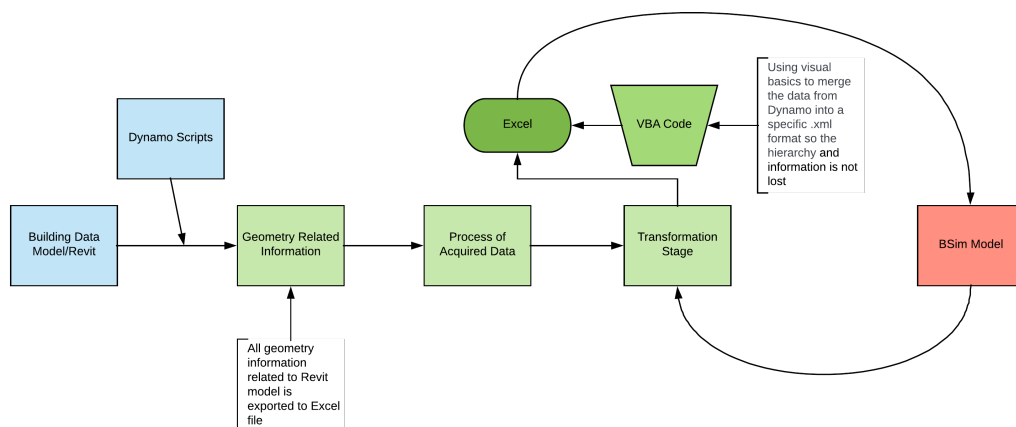 Using visual
basics to merge
the data from
Dynamo into a
specific .xml
format so the
hierarchy and
information is not
lost
Excel
VBA Code
Dynamo Scripts
Building Data
Model/Revit
Geometry Related
Information
Process of
Acquired Data
Transformation
Stage
BSim Model
All geometry
information
related to Revit
model is
exported to Excel
file